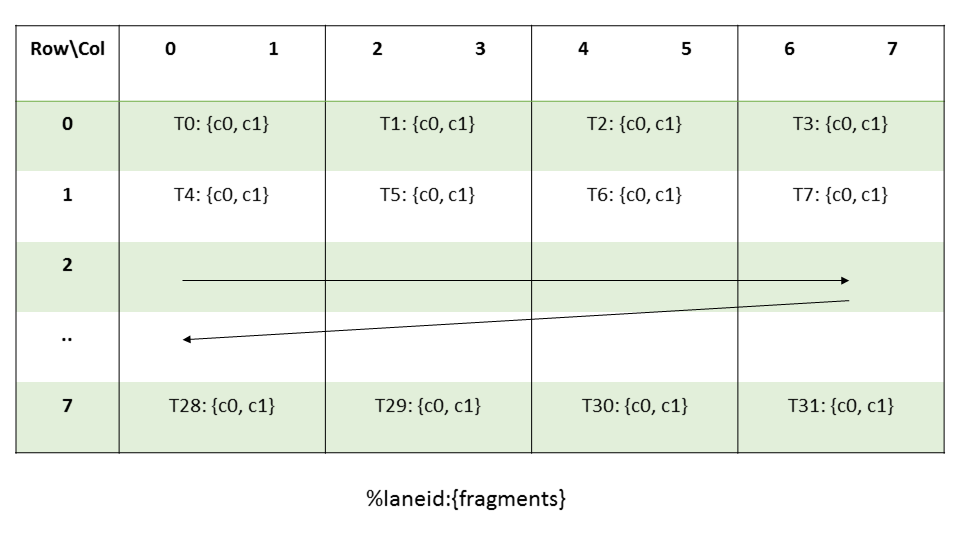 Row\Col 0 1 2 3 4 5 6 7
0 T0: {c0, c1} T1: {c0, c1} T2: {c0, c1} T3: {c0, c1}
1 T4: {c0, c1} T5: {c0, c1} T6: {c0, c1} T7: {c0, c1}
2
..
7 T28: {c0, c1} T29: {c0, c1} T30: {c0, c1} T31: {c0, c1}
%laneid:{fragments}